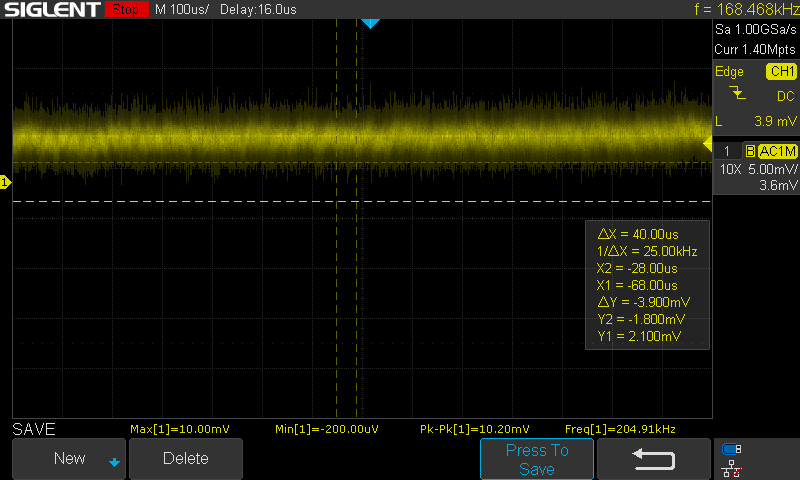 SIGLENT Stop M 100us/ Delay:16.0us f = 168.468kHz
Sa 1.00GSa/s
Curr 1.40Mpts
Edge CH1
DC
L 3.9 mV
1 B AC1M
10X 5.00mV/
3.6mV
1
ΔX = 40.00us
1/ΔX = 25.00kHz
X2 = -28.00us
X1 = -68.00us
ΔY = -3.900mV
Y2 = -1.800mV
Y1 = 2.100mV
SAVE Max[1]=10.00mV Min[1]=-200.00uV Pk-Pk[1]=10.20mV Freq[1]=204.91kHz
New Delete Press To
Save